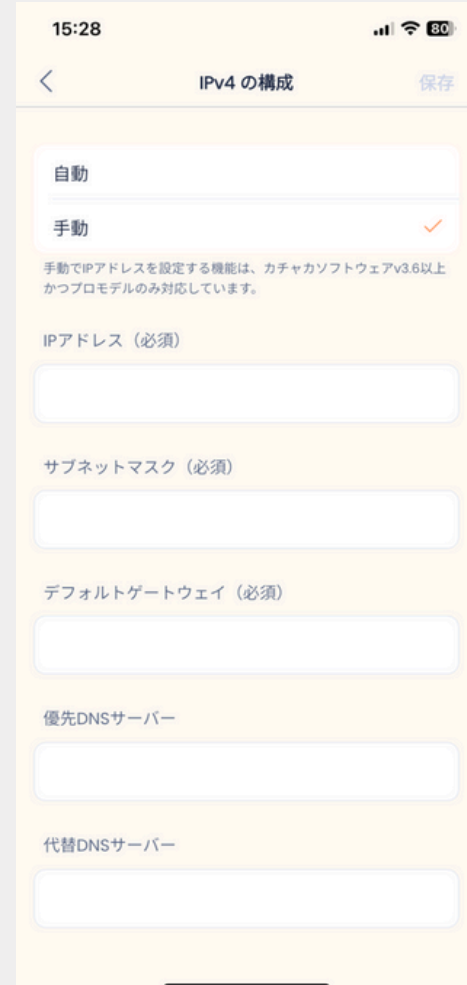 15:28
80
IPv4 の構成
保存
自動
手動
手動でIPアドレスを設定する機能は、カチャカソフトウェアv3.6以上
かつプロモデルのみ対応しています。
IPアドレス（必須）
サブネットマスク（必須）
デフォルトゲートウェイ（必須）
優先DNSサーバー
代替DNSサーバー